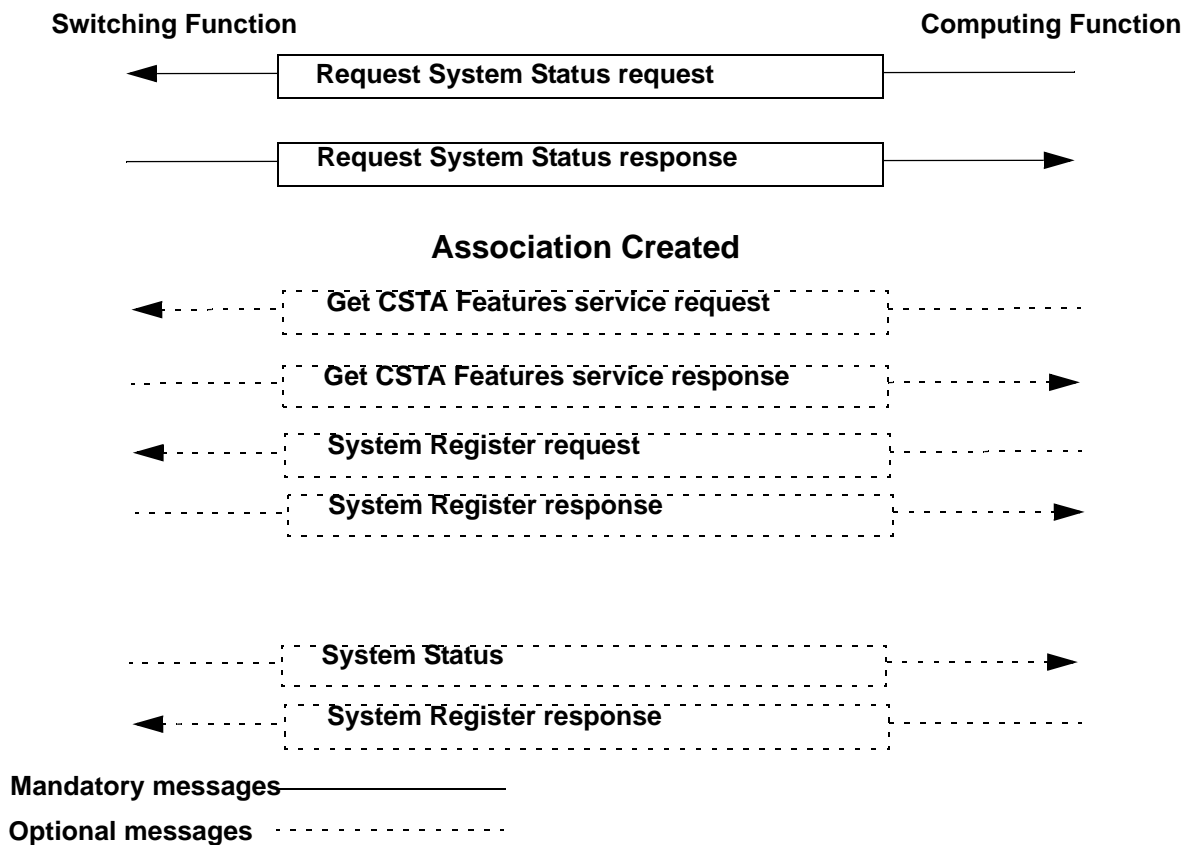 Switching Function
Computing Function
Request System Status request
Request System Status response
Association Created
Get CSTA Features service request
Get CSTA Features service response
System Register request
System Register response
System Status
System Register response
Mandatory messages
Optional messages